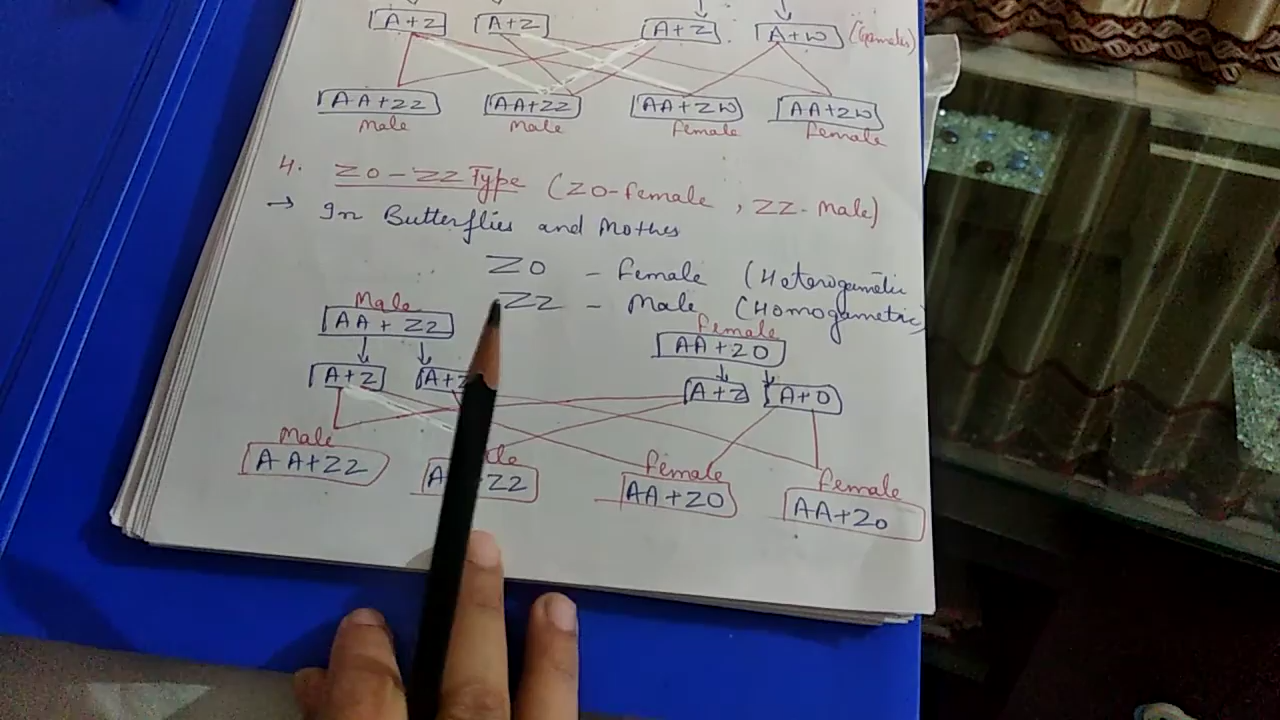 A+Z A+Z A+Z A+W (Gametes)
AA+ZZ AA+ZZ AA+ZW AA+ZW
Male Male Female Female
4. ZO-ZZ Type (ZO-Female, ZZ-Male)
→ In Butterflies and Mothes
ZO - Female (Heterogametic
ZZ - Male (Homogametic)
Male Female
AA+ZZ AA+ZO
A+Z A+Z A+O
Male Female Female
AA+ZZ AA+ZO AA+ZO